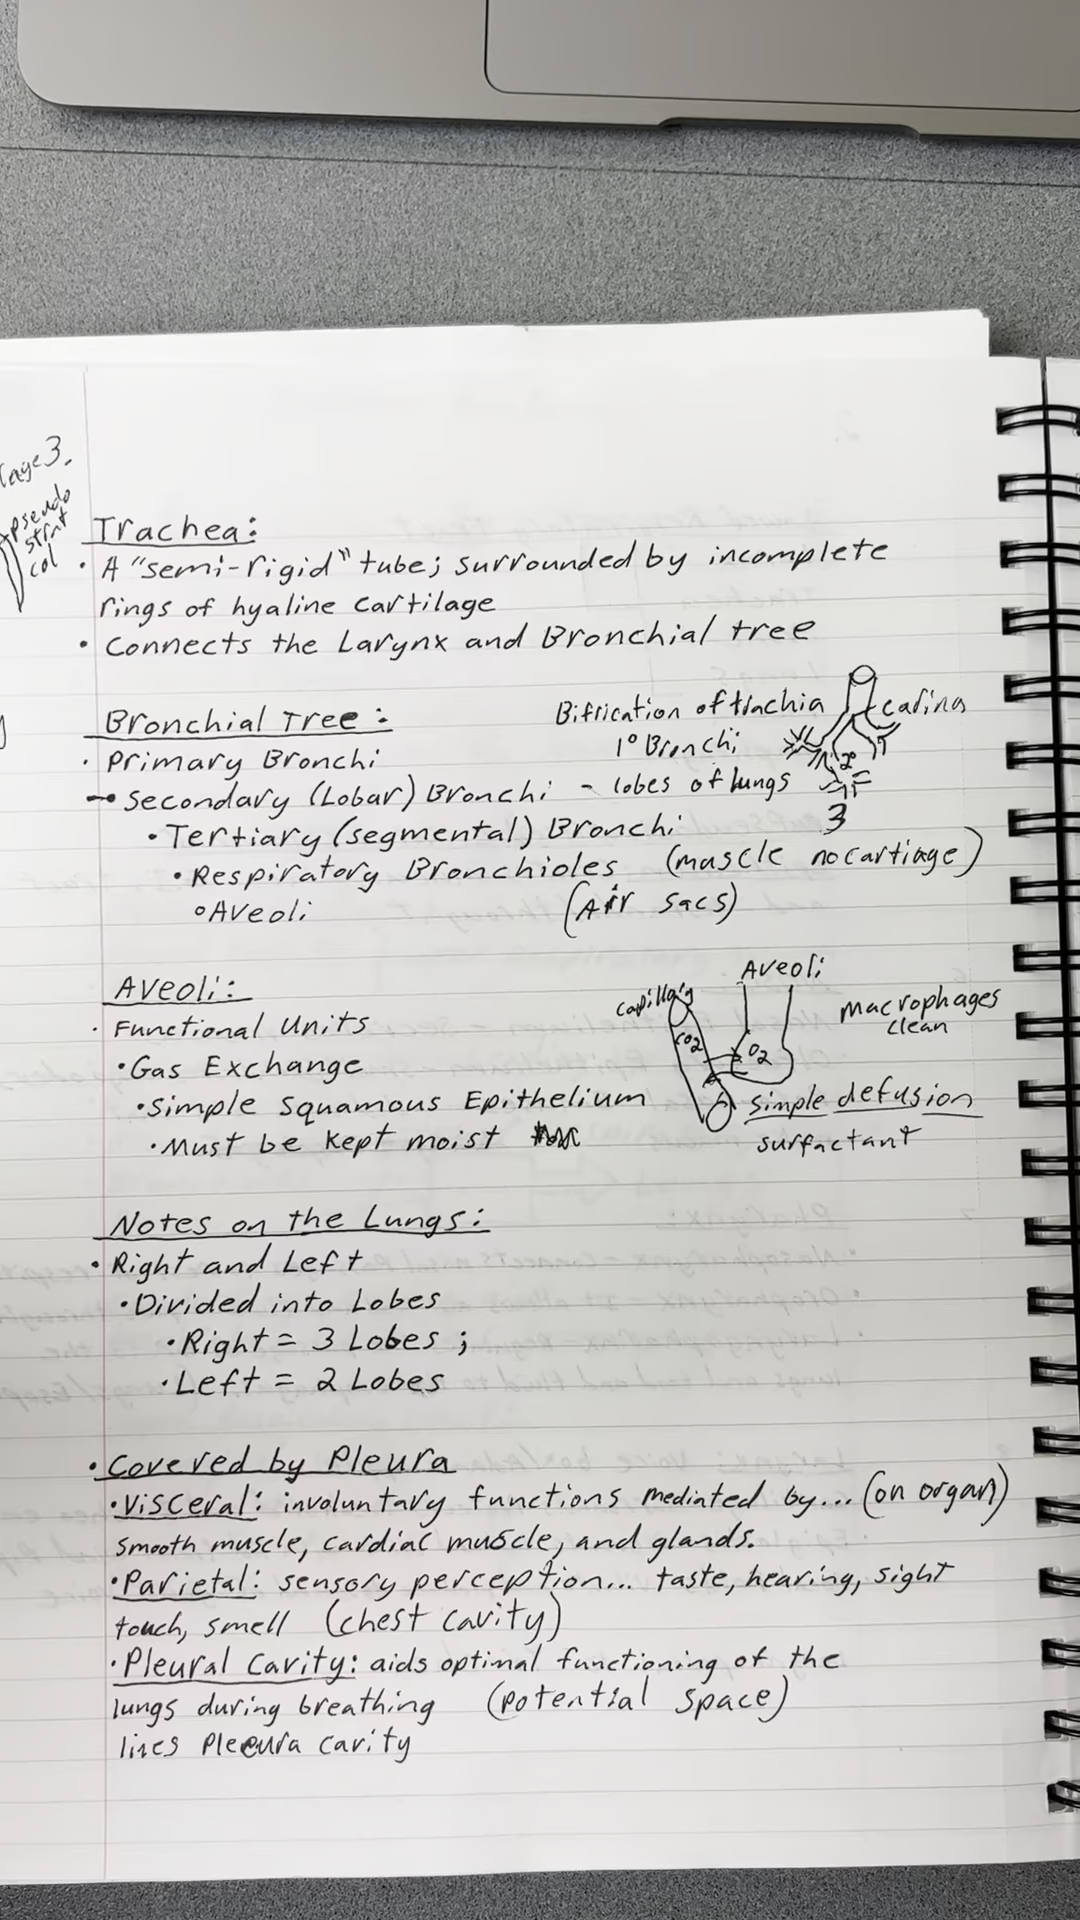 pseudo
strat
col
Trachea:
• A "semi-rigid" tube; surrounded by incomplete
rings of hyaline cartilage
• Connects the Larynx and Bronchial tree
Bronchial Tree:
Bifrication of trachia
carina
1° Bronchi
• Primary Bronchi
2°
Secondary (Lobar) Bronchi - lobes of lungs
3
• Tertiary (segmental) Bronchi
• Respiratory Bronchioles (muscle no cartiage)
Aveoli (Air sacs)
Aveoli:
• Functional Units
• Gas Exchange
• Simple Squamous Epithelium
• Must be kept moist
Aveoli
macrophages
clean
CO2
O2
Simple defusion
surfactant
Notes on the Lungs:
• Right and Left
• Divided into Lobes
• Right = 3 Lobes;
• Left = 2 Lobes
• Covered by Pleura
• Visceral: involuntary functions mediated by... (on organ)
smooth muscle, cardiac muscle, and glands.
• Parietal: sensory perception... taste, hearing, sight
touch, smell (chest cavity)
• Pleural Cavity: aids optimal functioning of the
lungs during breathing (potential space)
lines Pleeura cavity